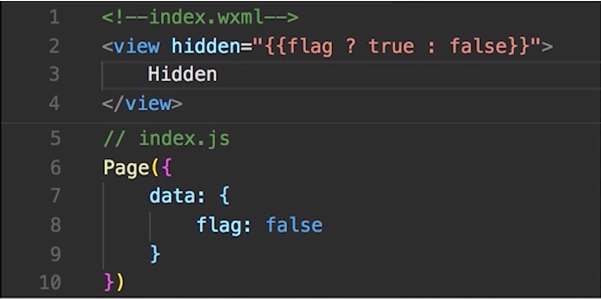 1 <!--index.wxml-->
2 <view hidden="{{flag ? true : false}}">
3     Hidden
4 </view>
5 // index.js
6 Page({
7     data: {
8         flag: false
9     }
10 })